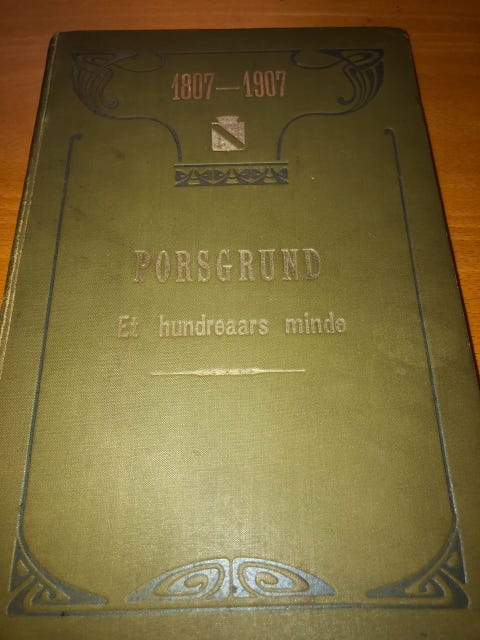 1807—1907
PORSGRUND
Et hundreaars minde